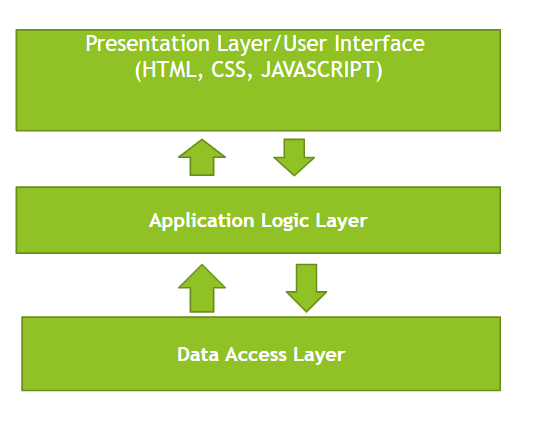 Presentation Layer/User Interface
(HTML, CSS, JAVASCRIPT)
Application Logic Layer
Data Access Layer